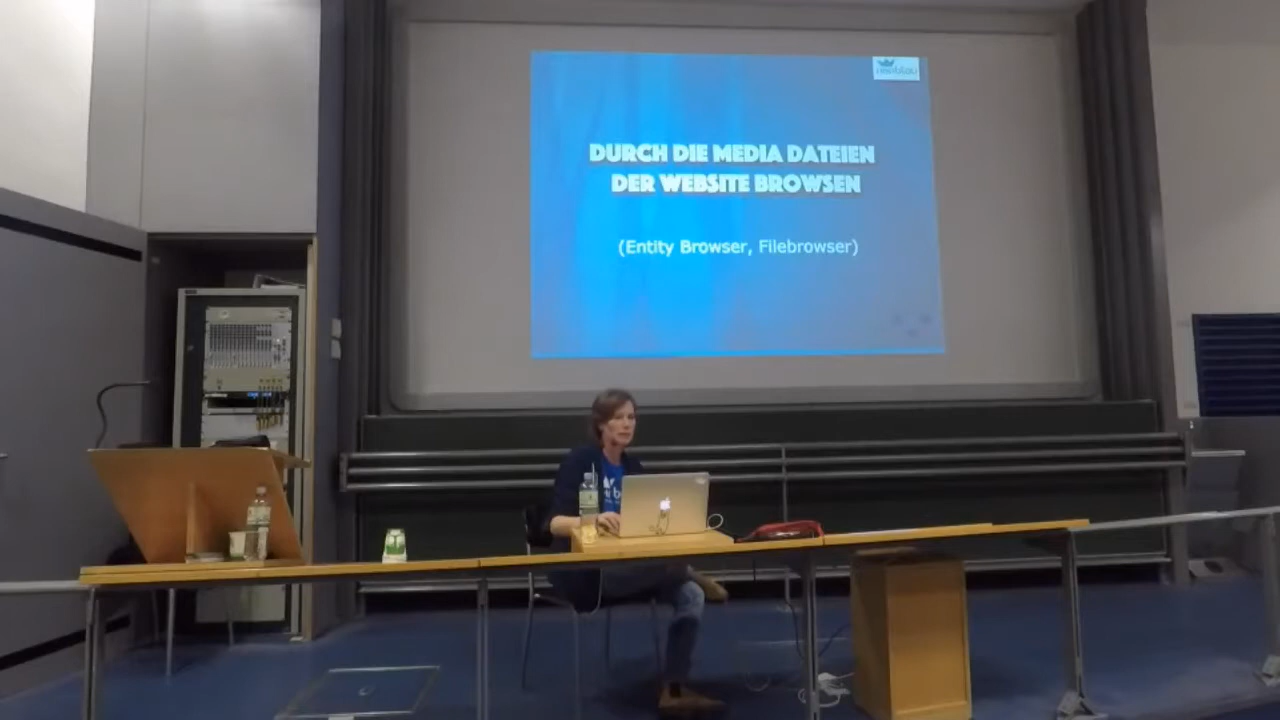 DURCH DIE MEDIA DATEIEN
DER WEBSITE BROWSEN
(Entity Browser, Filebrowser)